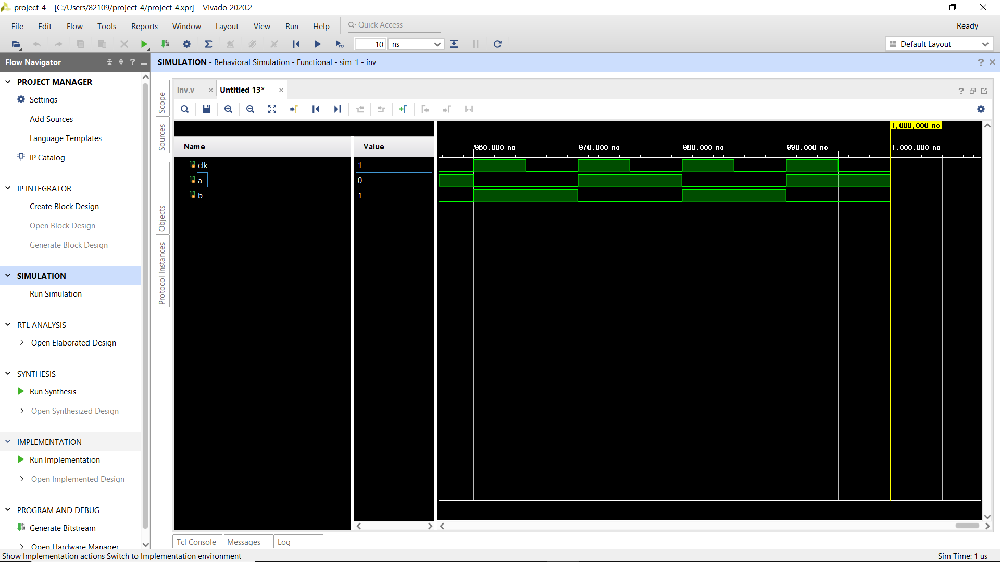 project_4 - [C:/Users/82109/project_4/project_4.xpr] - Vivado 2020.2
File Edit Flow Tools Reports Window Layout View Run Help Quick Access Ready
10 ns Default Layout
Flow Navigator
SIMULATION - Behavioral Simulation - Functional - sim_1 - inv
PROJECT MANAGER
Settings
Add Sources
Language Templates
IP Catalog
IP INTEGRATOR
Create Block Design
Open Block Design
Generate Block Design
SIMULATION
Run Simulation
RTL ANALYSIS
Open Elaborated Design
SYNTHESIS
Run Synthesis
Open Synthesized Design
IMPLEMENTATION
Run Implementation
Open Implemented Design
PROGRAM AND DEBUG
Generate Bitstream
Open Hardware Manager
Scope
Sources
Objects
Protocol Instances
inv.v Untitled 13*
1,000.000 ns
Name Value 960.000 ns 970.000 ns 980.000 ns 990.000 ns 1,000.000 ns
clk 1
a 0
b 1
Tcl Console Messages Log
Show Implementation actions Switch to Implementation environment Sim Time: 1 us